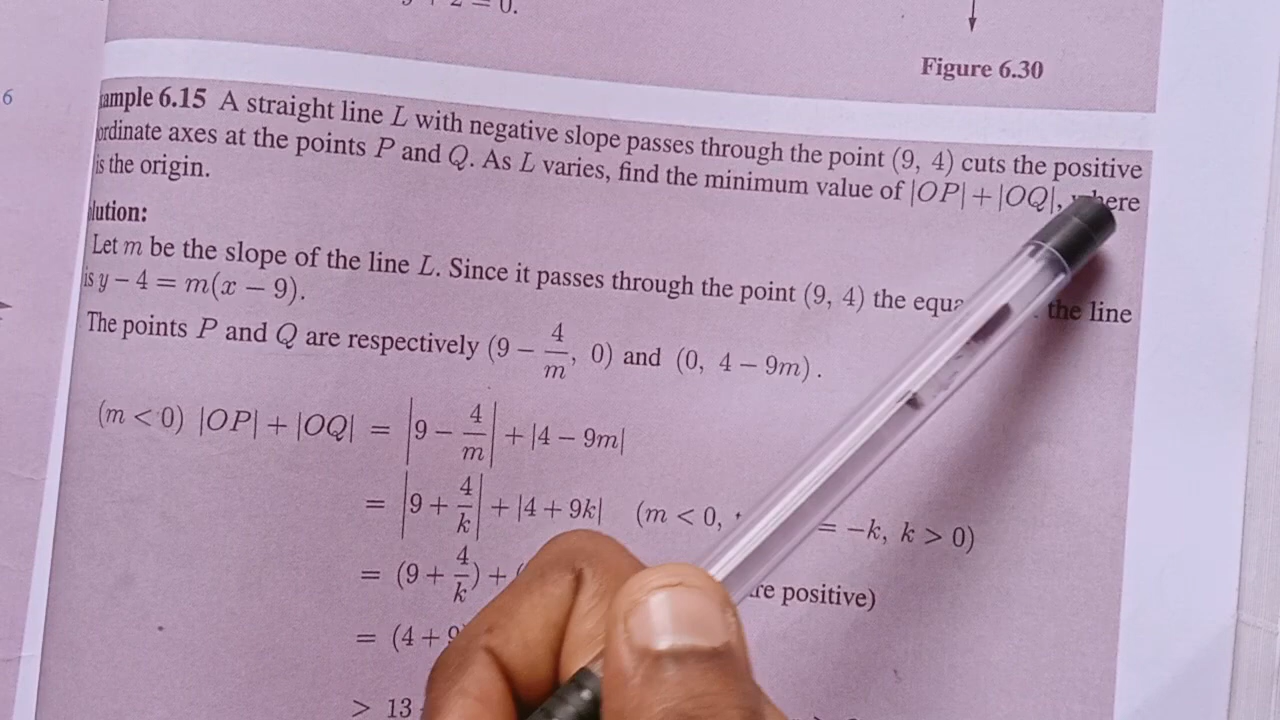 = 0.
Figure 6.30
6
ample 6.15 A straight line L with negative slope passes through the point (9, 4) cuts the positive
ordinate axes at the points P and Q. As L varies, find the minimum value of |OP| + |OQ|, where
is the origin.
lution:
Let m be the slope of the line L. Since it passes through the point (9, 4) the equa the line
is y − 4 = m(x − 9).
The points P and Q are respectively (9 − 4/m, 0) and (0, 4 − 9m).
(m < 0) |OP| + |OQ| = |9 − 4/m| + |4 − 9m|
= |9 + 4/k| + |4 + 9k| (m < 0, = −k, k > 0)
= (9 + 4/k) + ( re positive)
= (4 + 9
> 13